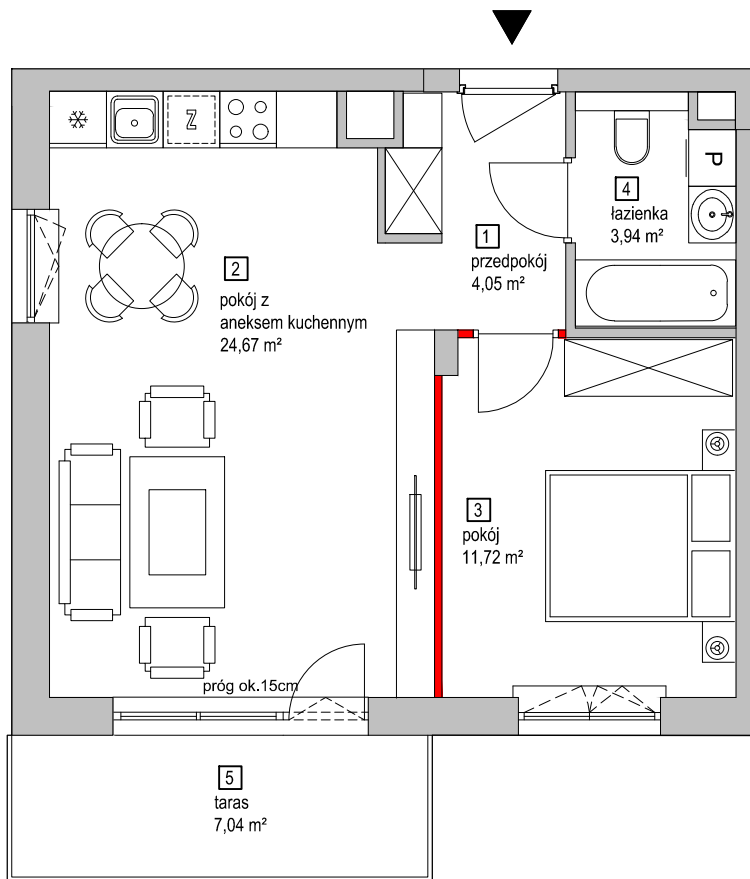 Z
P
4
łazienka
3,94 m²
1
przedpokój
4,05 m²
2
pokój z
aneksem kuchennym
24,67 m²
3
pokój
11,72 m²
próg ok.15cm
5
taras
7,04 m²